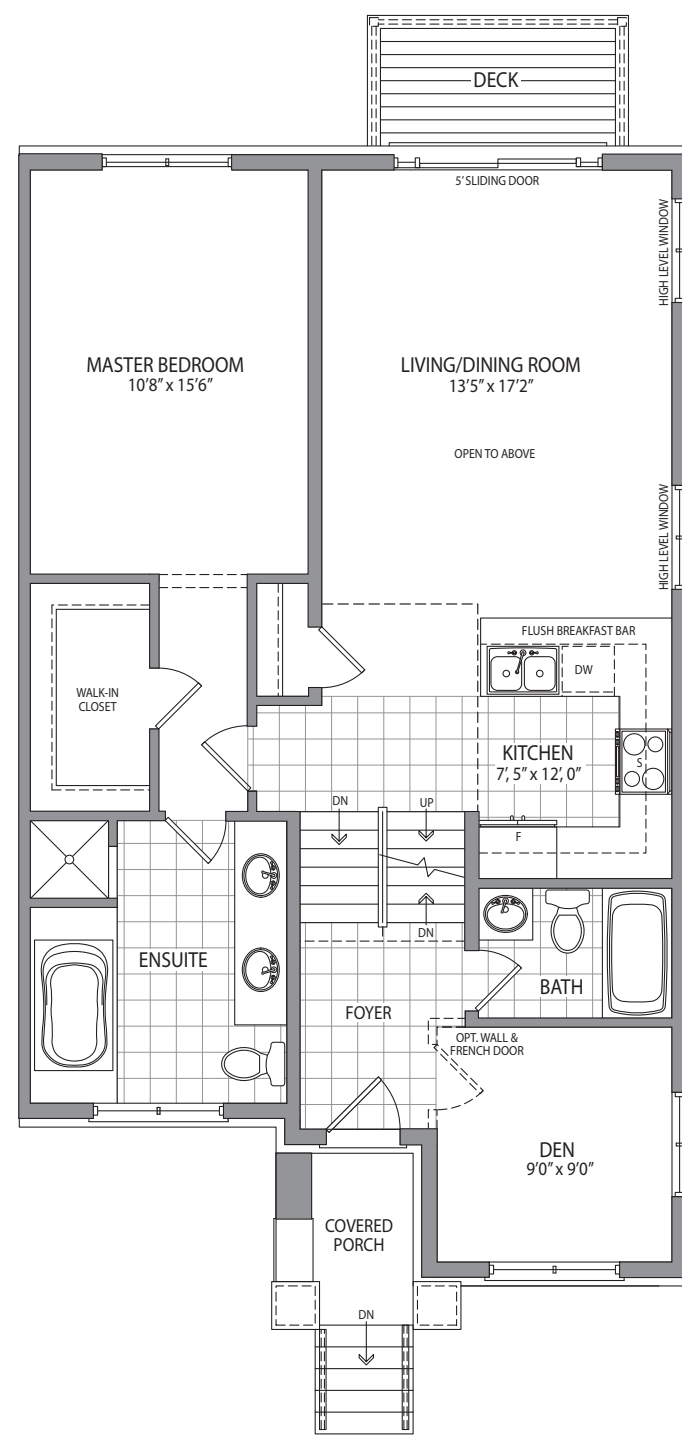 DECK
5' SLIDING DOOR
HIGH LEVEL WINDOW
MASTER BEDROOM
10'8" x 15'6"
LIVING/DINING ROOM
13'5" x 17'2"
OPEN TO ABOVE
HIGH LEVEL WINDOW
FLUSH BREAKFAST BAR
DW
WALK-IN
CLOSET
KITCHEN
7', 5" x 12', 0"
S
DN
UP
F
DN
ENSUITE
BATH
FOYER
OPT. WALL &
FRENCH DOOR
DEN
9'0" x 9'0"
COVERED
PORCH
DN